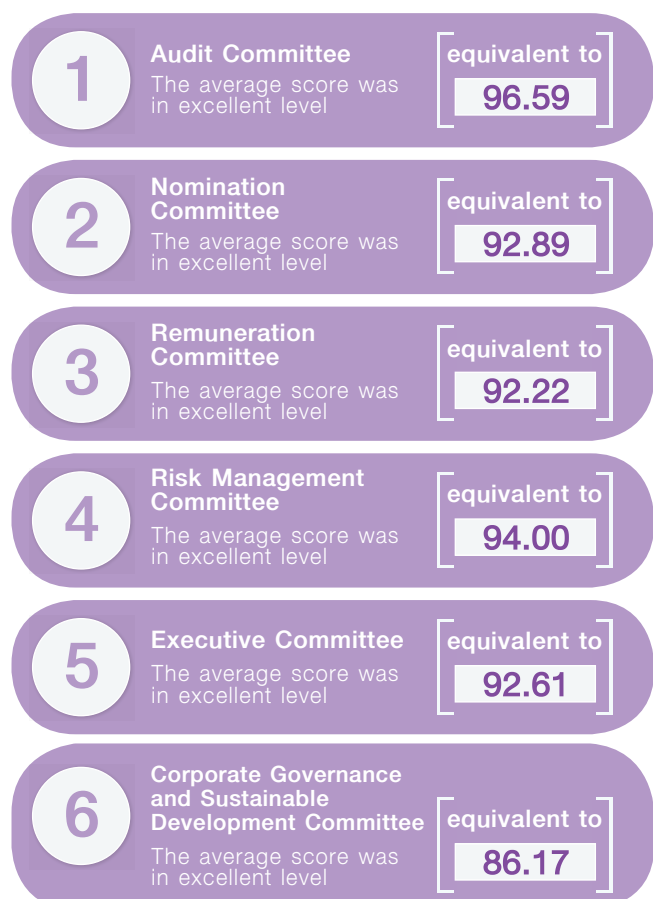 1
Audit Committee
The average score was
in excellent level
equivalent to
96.59
2
Nomination
Committee
The average score was
in excellent level
equivalent to
92.89
3
Remuneration
Committee
The average score was
in excellent level
equivalent to
92.22
4
Risk Management
Committee
The average score was
in excellent level
equivalent to
94.00
5
Executive Committee
The average score was
in excellent level
equivalent to
92.61
6
Corporate Governance
and Sustainable
Development Committee
The average score was
in excellent level
equivalent to
86.17